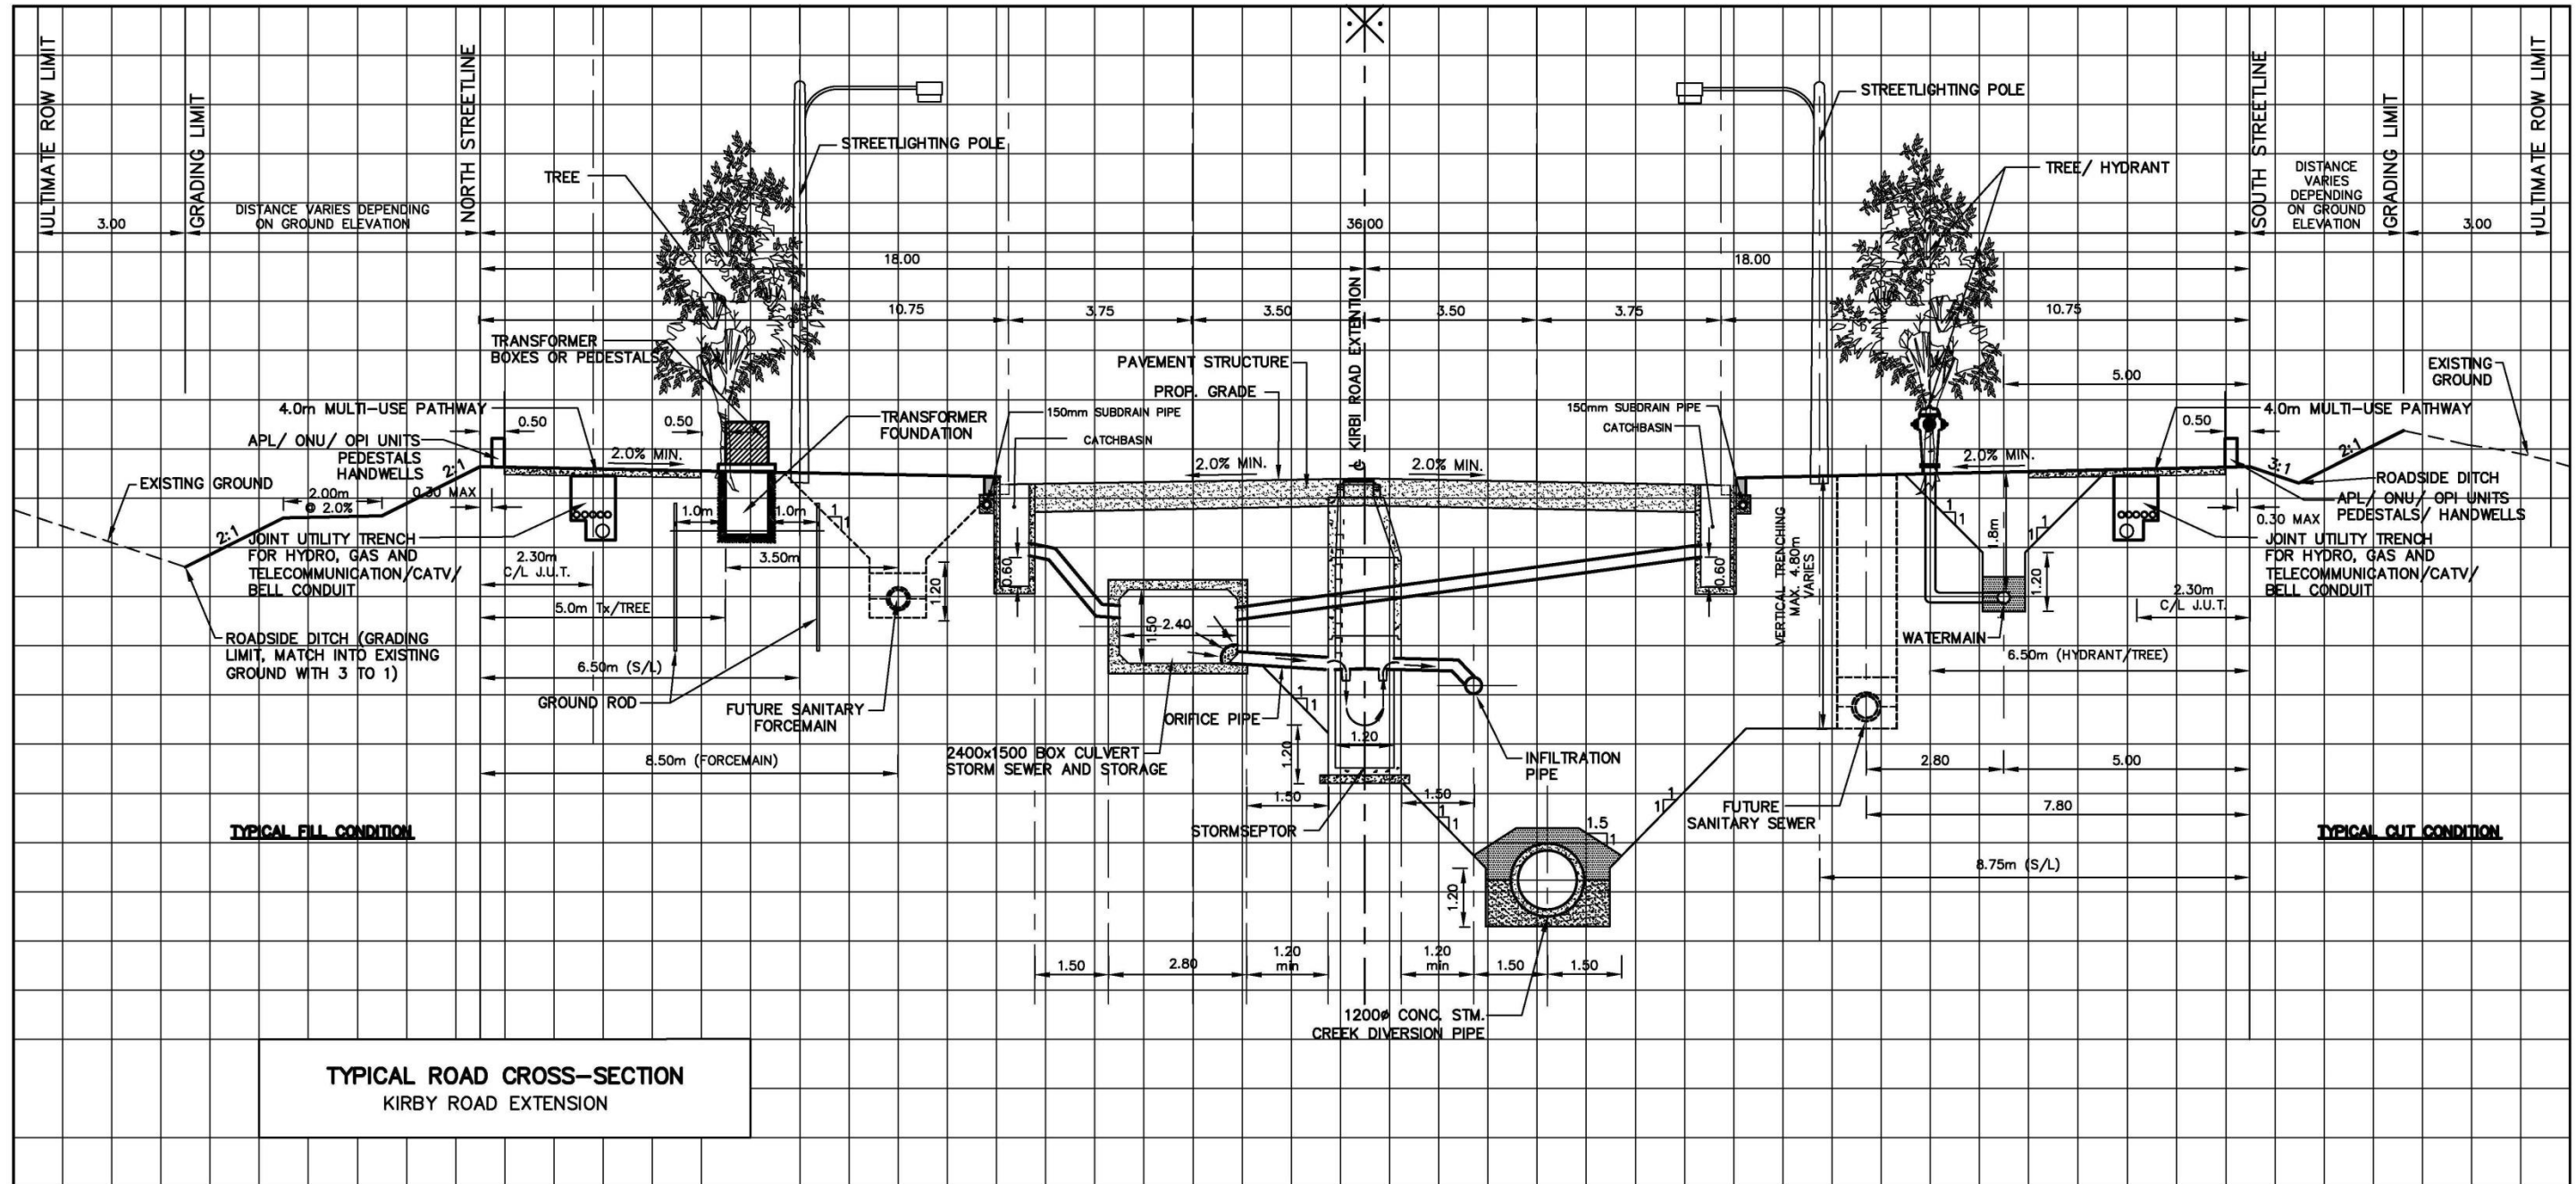 ULTIMATE ROW LIMIT
GRADING LIMIT
NORTH STREETLINE
SOUTH STREETLINE
GRADING LIMIT
ULTIMATE ROW LIMIT
STREETLIGHTING POLE
STREETLIGHTING POLE
TREE
TREE/ HYDRANT
3.00
DISTANCE VARIES DEPENDING
ON GROUND ELEVATION
36.00
DISTANCE
VARIES
DEPENDING
ON GROUND
ELEVATION
3.00
18.00
18.00
10.75
3.75
3.50
3.50
3.75
10.75
℄ KIRBI ROAD EXTENTION
TRANSFORMER
BOXES OR PEDESTALS
PAVEMENT STRUCTURE
PROP. GRADE
5.00
EXISTING
GROUND
4.0m MULTI-USE PATHWAY
0.50
0.50
TRANSFORMER
FOUNDATION
150mm SUBDRAIN PIPE
CATCHBASIN
150mm SUBDRAIN PIPE
CATCHBASIN
0.50
4.0m MULTI-USE PATHWAY
APL/ ONU/ OPI UNITS
PEDESTALS
HANDWELLS
2:1
2.0% MIN.
2.0% MIN.
2.0% MIN.
2.0% MIN.
3:1
2:1
ROADSIDE DITCH
APL/ ONU/ OPI UNITS
PEDESTALS/ HANDWELLS
EXISTING GROUND
2.00m
@ 2.0%
0.30 MAX
2:1
1.0m
1.0m
1
1
1
1
1.8m
1
1
0.30 MAX
JOINT UTILITY TRENCH
FOR HYDRO, GAS AND
TELECOMMUNICATION/CATV/
BELL CONDUIT
2.30m
C/L J.U.T.
3.50m
1.20
0.60
0.60
VERTICAL TRENCHING
MAX. 4.80m
VARIES
1.20
JOINT UTILITY TRENCH
FOR HYDRO, GAS AND
TELECOMMUNICATION/CATV/
BELL CONDUIT
2.30m
C/L J.U.T.
5.0m Tx/TREE
1.50
2.40
WATERMAIN
ROADSIDE DITCH (GRADING
LIMIT, MATCH INTO EXISTING
GROUND WITH 3 TO 1)
6.50m (S/L)
6.50m (HYDRANT/TREE)
GROUND ROD
FUTURE SANITARY
FORCEMAIN
1
1
ORIFICE PIPE
1.20
1.20
INFILTRATION
PIPE
8.50m (FORCEMAIN)
2400x1500 BOX CULVERT
STORM SEWER AND STORAGE
2.80
5.00
1.50
1.50
1
1
FUTURE
SANITARY SEWER
7.80
TYPICAL FILL CONDITION
STORMSEPTOR
1
1
1.5
1
TYPICAL CUT CONDITION
8.75m (S/L)
1.20
1.50
2.80
1.20
min
1.20
min
1.50
1.50
1200ø CONC. STM.
CREEK DIVERSION PIPE
TYPICAL ROAD CROSS-SECTION
KIRBY ROAD EXTENSION